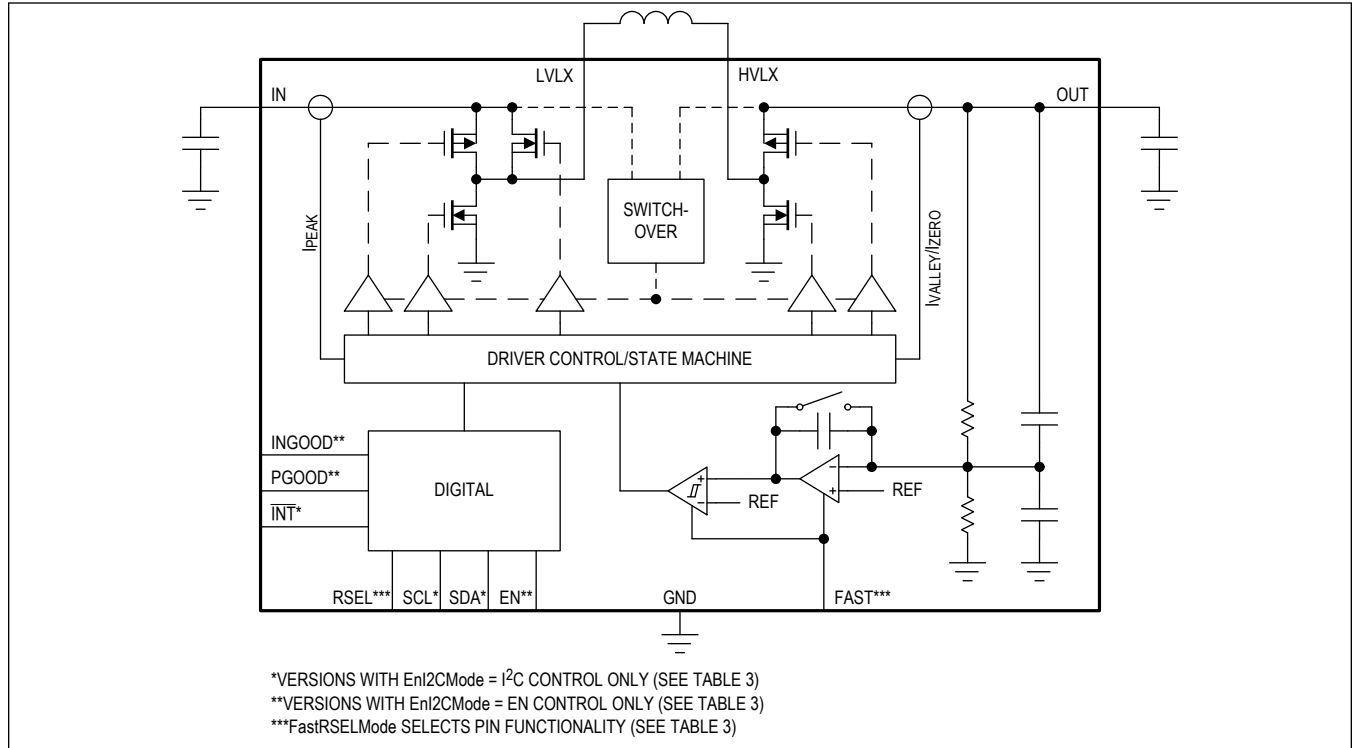 LVLX
HVLX
IN
OUT
SWITCH-
OVER
IPEAK
IVALLEY/IZERO
DRIVER CONTROL/STATE MACHINE
INGOOD**
PGOOD**
INT*
DIGITAL
+
-
REF
-
+
REF
RSEL***
SCL*
SDA*
EN**
GND
FAST***
*VERSIONS WITH EnI2CMode = I2C CONTROL ONLY (SEE TABLE 3)
**VERSIONS WITH EnI2CMode = EN CONTROL ONLY (SEE TABLE 3)
***FastRSELMode SELECTS PIN FUNCTIONALITY (SEE TABLE 3)